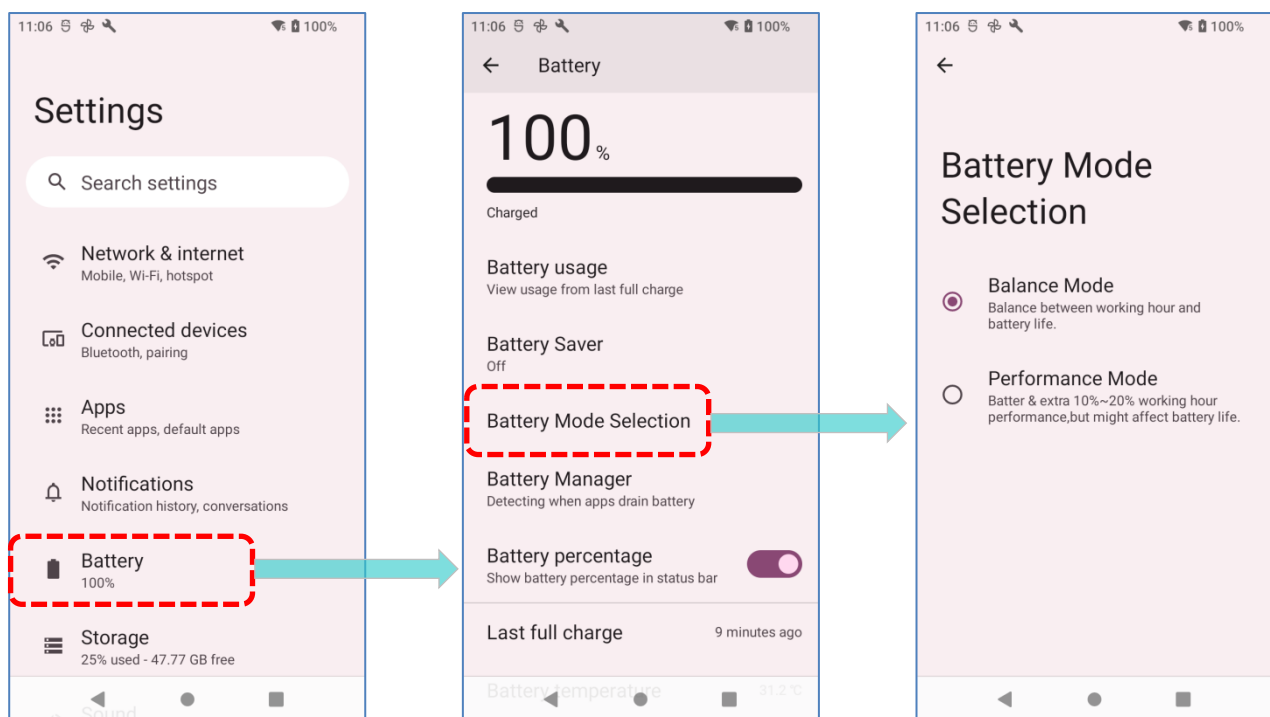 11:06 100%
Settings
Search settings
Network & internet
Mobile, Wi-Fi, hotspot
Connected devices
Bluetooth, pairing
Apps
Recent apps, default apps
Notifications
Notification history, conversations
Battery
100%
Storage
25% used - 47.77 GB free
Sound
11:06 100%
Battery
100 %
Charged
Battery usage
View usage from last full charge
Battery Saver
Off
Battery Mode Selection
Battery Manager
Detecting when apps drain battery
Battery percentage
Show battery percentage in status bar
Last full charge 9 minutes ago
Battery temperature 31.2 ℃
11:06 100%
Battery Mode
Selection
Balance Mode
Balance between working hour and
battery life.
Performance Mode
Batter & extra 10%~20% working hour
performance,but might affect battery life.